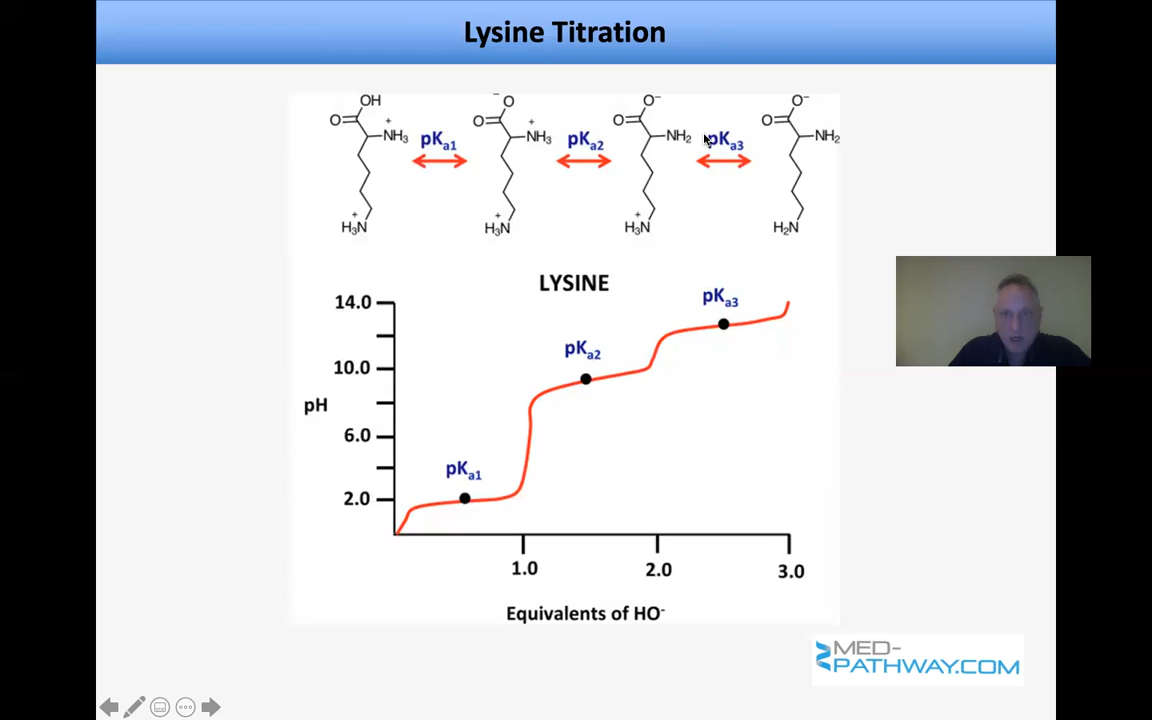 Lysine Titration
OH
O
+
NH₃
+
H₃N
pKa1
−
O
O
+
NH₃
+
H₃N
pKa2
O⁻
O
NH₂
+
H₃N
pKa3
O⁻
O
NH₂
H₂N
LYSINE
14.0
10.0
pH
6.0
2.0
pKa1
pKa2
pKa3
1.0
2.0
3.0
Equivalents of HO⁻
MED-
PATHWAY.COM